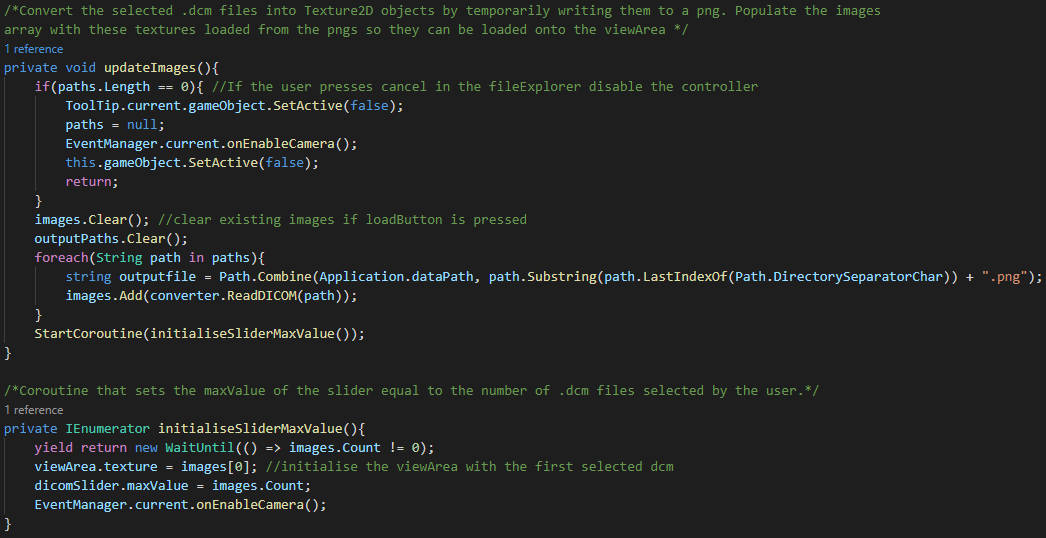 /*Convert the selected .dcm files into Texture2D objects by temporarily writing them to a png. Populate the images
array with these textures loaded from the pngs so they can be loaded onto the viewArea */
1 reference
private void updateImages(){
    if(paths.Length == 0){ //If the user presses cancel in the fileExplorer disable the controller
        ToolTip.current.gameObject.SetActive(false);
        paths = null;
        EventManager.current.onEnableCamera();
        this.gameObject.SetActive(false);
        return;
    }
    images.Clear(); //clear existing images if loadButton is pressed
    outputPaths.Clear();
    foreach(String path in paths){
        string outputfile = Path.Combine(Application.dataPath, path.Substring(path.LastIndexOf(Path.DirectorySeparatorChar)) + ".png");
        images.Add(converter.ReadDICOM(path));
    }
    StartCoroutine(initialiseSliderMaxValue());
}
/*Coroutine that sets the maxValue of the slider equal to the number of .dcm files selected by the user.*/
1 reference
private IEnumerator initialiseSliderMaxValue(){
    yield return new WaitUntil(() => images.Count != 0);
    viewArea.texture = images[0]; //initialise the viewArea with the first selected dcm
    dicomSlider.maxValue = images.Count;
    EventManager.current.onEnableCamera();
}